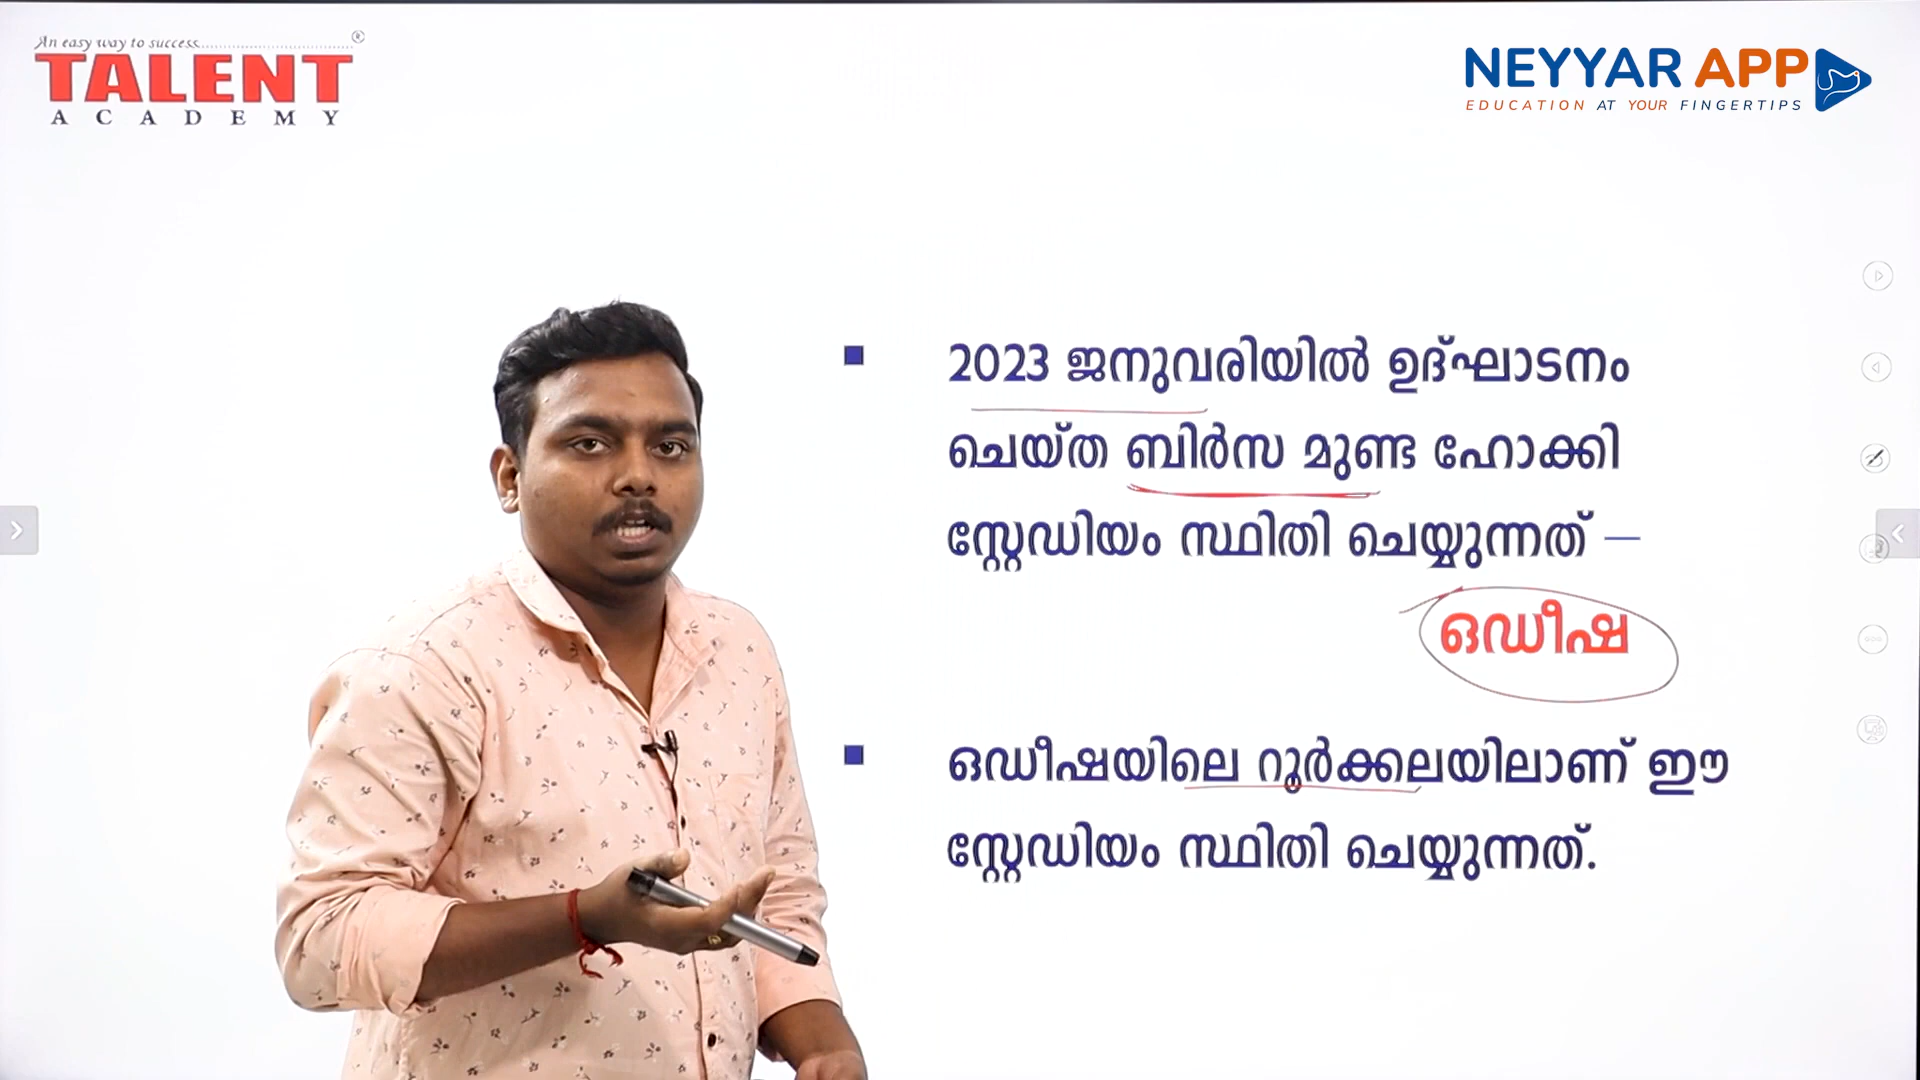 An easy way to success
TALENT
ACADEMY
NEYYAR APP
EDUCATION AT YOUR FINGERTIPS
2023 ജനുവരിയിൽ ഉദ്ഘാടനം
ചെയ്ത ബിർസ മുണ്ട ഹോക്കി
സ്റ്റേഡിയം സ്ഥിതി ചെയ്യുന്നത് –
ഒഡീഷ
ഒഡീഷയിലെ റൂർക്കലയിലാണ് ഈ
സ്റ്റേഡിയം സ്ഥിതി ചെയ്യുന്നത്.